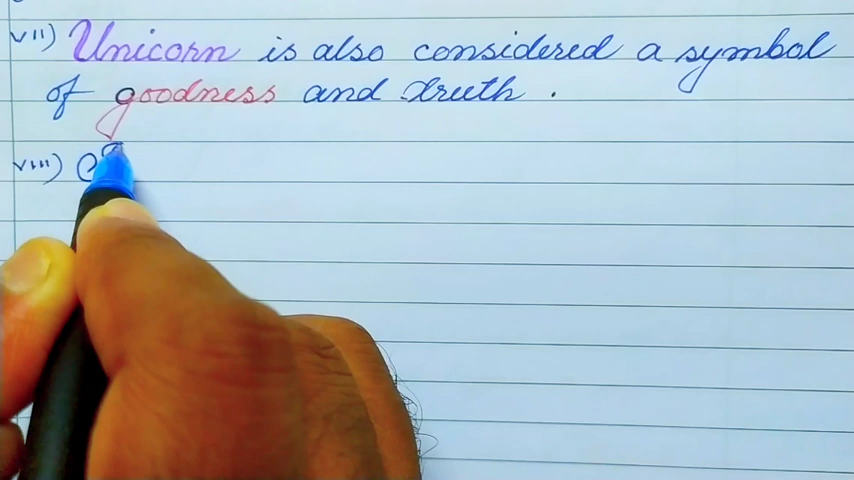 vii) Unicorn is also considered a symbol
of goodness and truth .
viii)